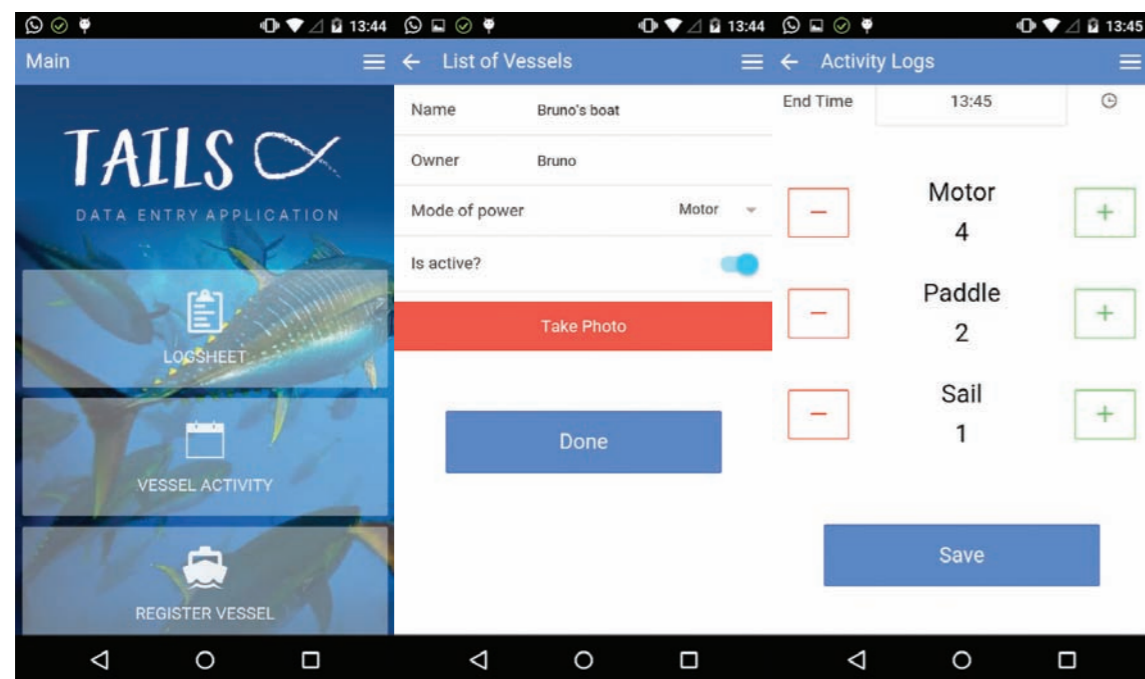 13:44
Main
TAILS
DATA ENTRY APPLICATION
LOGSHEET
VESSEL ACTIVITY
REGISTER VESSEL
13:44
List of Vessels
Name Bruno's boat
Owner Bruno
Mode of power Motor
Is active?
Take Photo
Done
13:45
Activity Logs
End Time 13:45
Motor
4
Paddle
2
Sail
1
Save